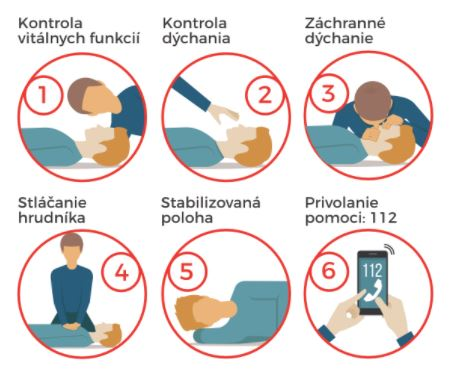 Kontrola
vitálnych funkcií
1
Kontrola
dýchania
2
Záchranné
dýchanie
3
Stláčanie
hrudníka
4
Stabilizovaná
poloha
5
Privolanie
pomoci: 112
6
112